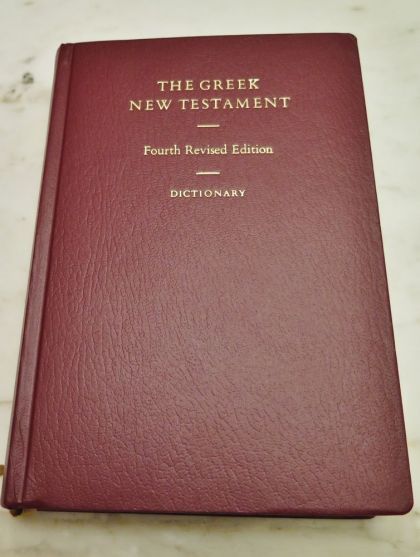 THE GREEK
NEW TESTAMENT
Fourth Revised Edition
DICTIONARY